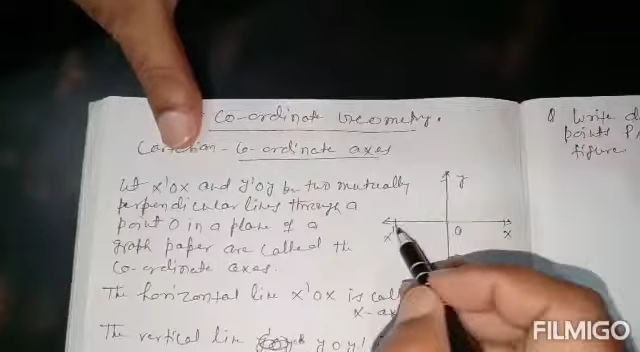 Co-ordinate Geometry.
Cartesian - Co-ordinate axes
Let X'OX and Y'OY be two mutually
perpendicular lines through a
point O in a plane of a
graph paper are called the
Co-ordinate axes.
The horizontal line X'OX is
x-
The vertical line YOY'
y
X'
O
X
Q Write
points P
figure
FILMIGO